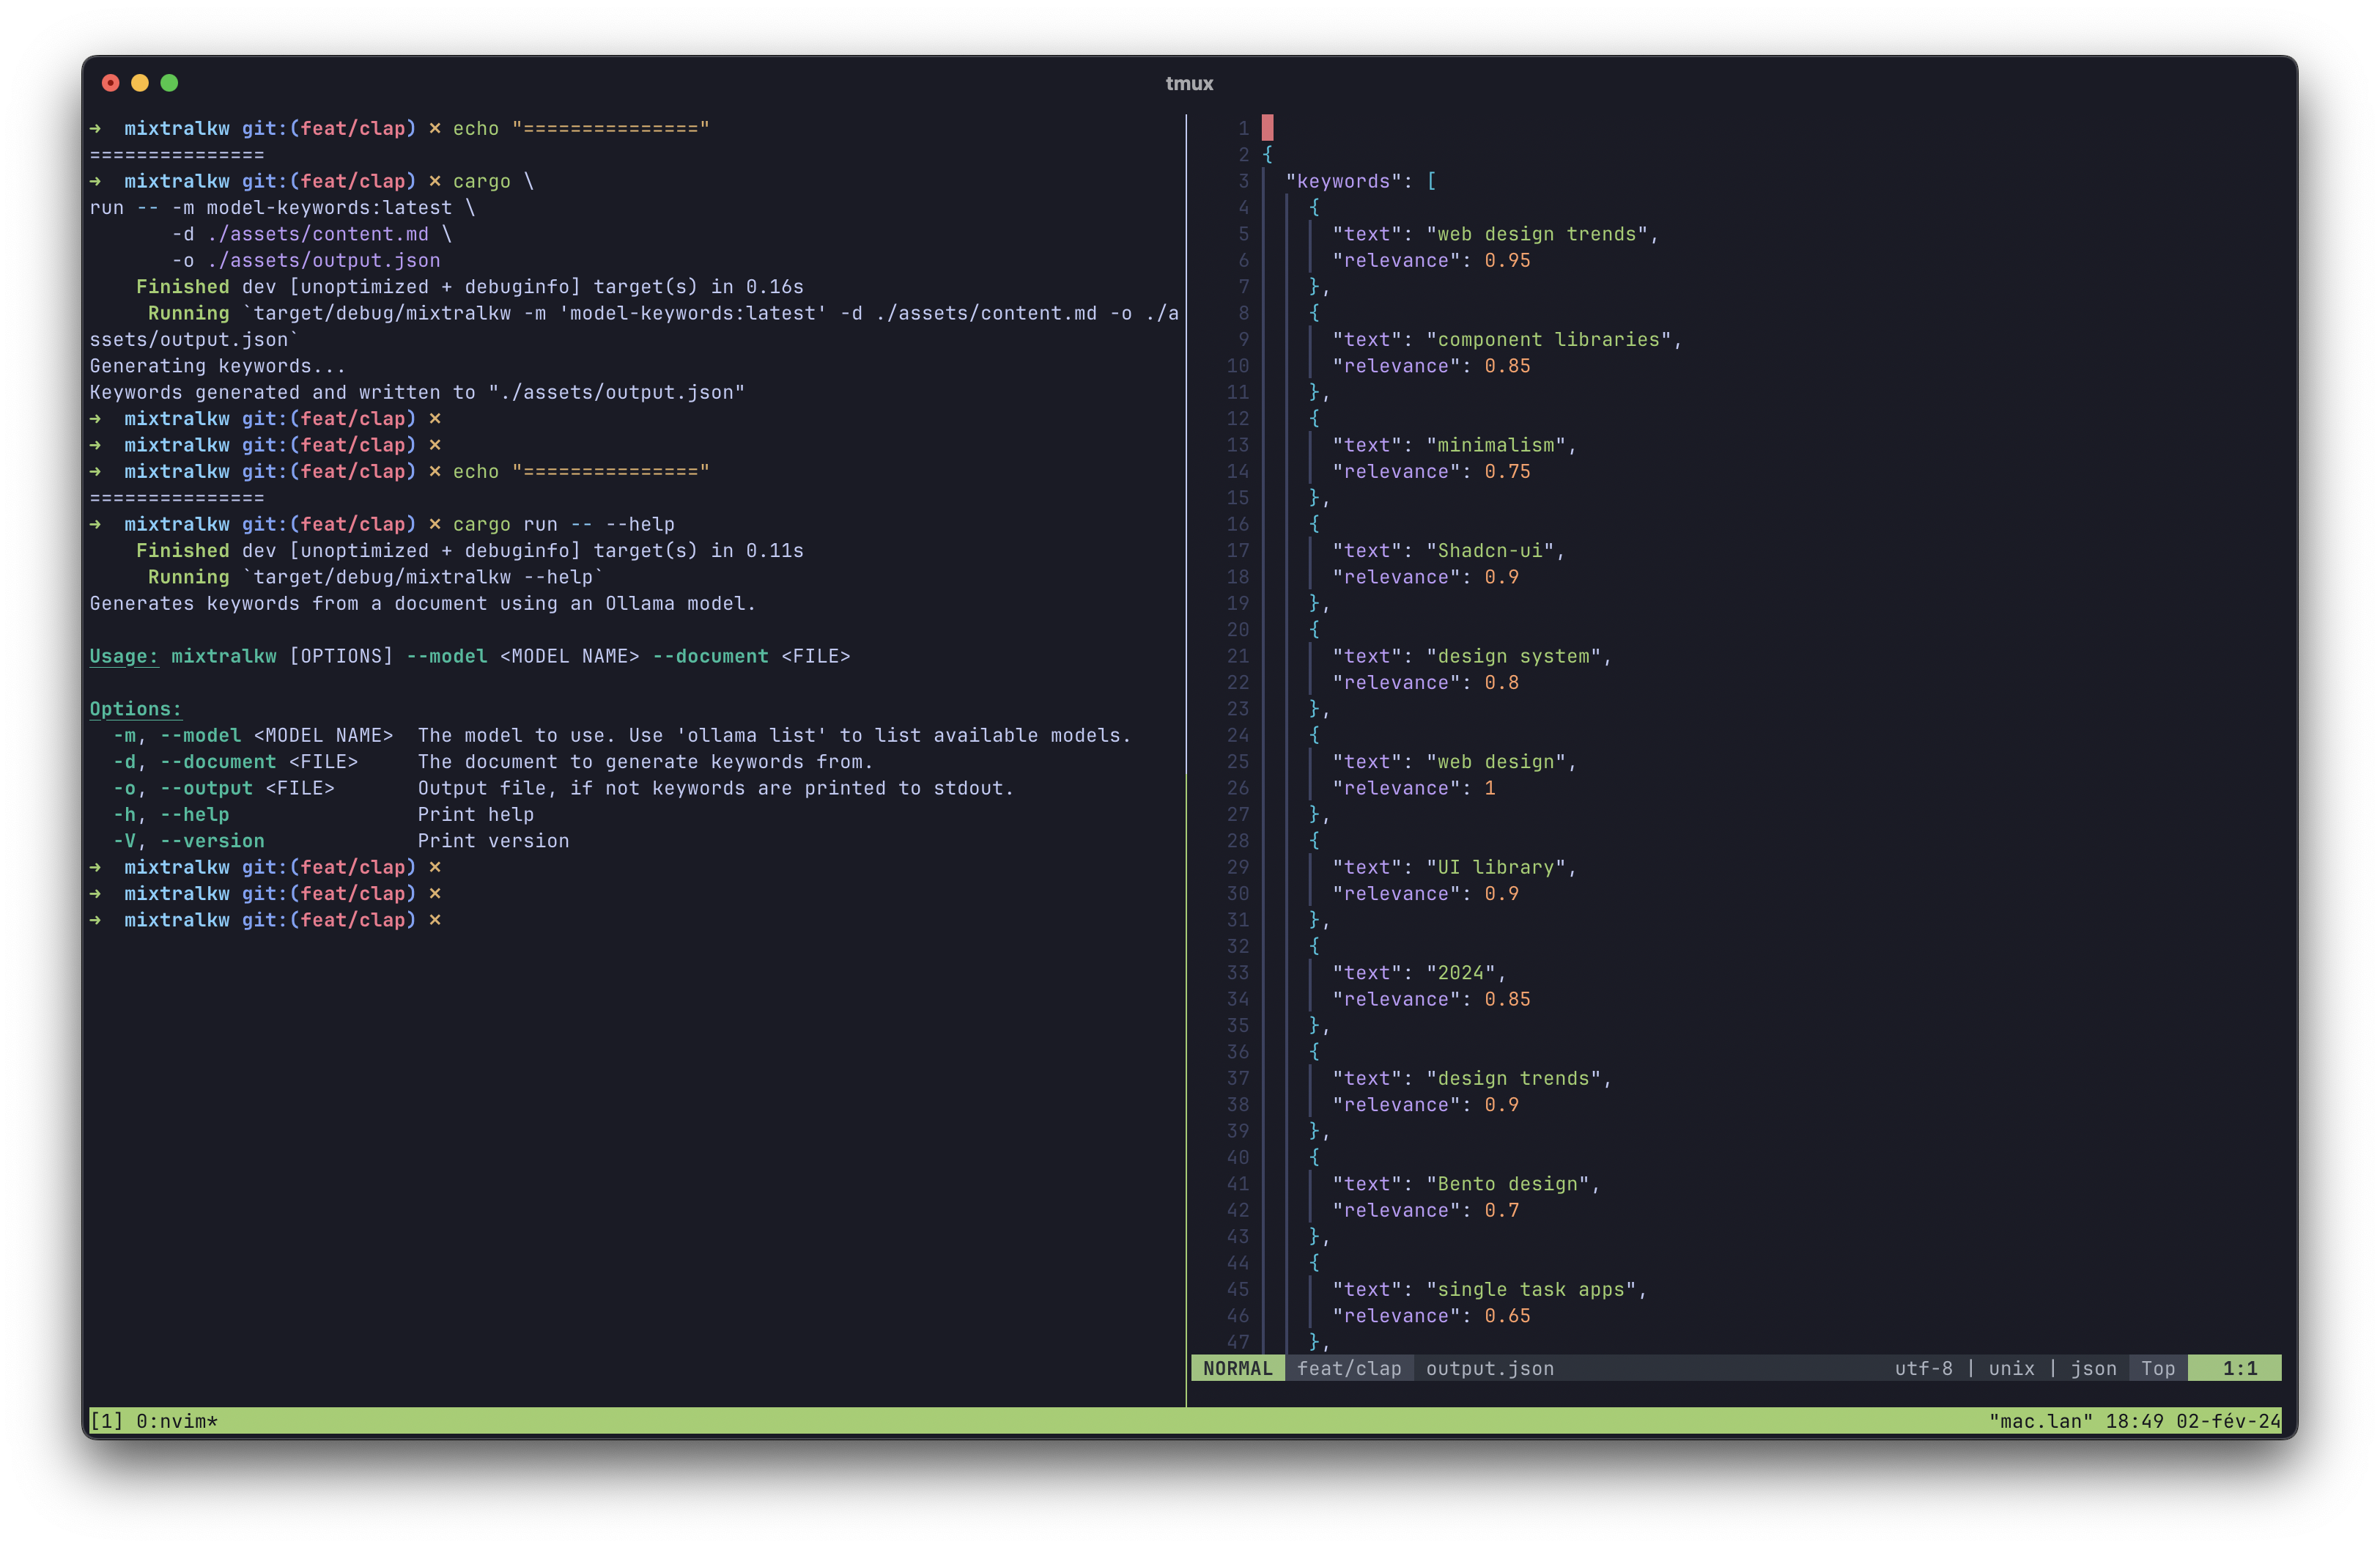 tmux
➜  mixtralkw git:(feat/clap) ✗ echo "==============="
===============
➜  mixtralkw git:(feat/clap) ✗ cargo \
run -- -m model-keywords:latest \
       -d ./assets/content.md \
       -o ./assets/output.json
    Finished dev [unoptimized + debuginfo] target(s) in 0.16s
     Running `target/debug/mixtralkw -m 'model-keywords:latest' -d ./assets/content.md -o ./a
ssets/output.json`
Generating keywords...
Keywords generated and written to "./assets/output.json"
➜  mixtralkw git:(feat/clap) ✗
➜  mixtralkw git:(feat/clap) ✗
➜  mixtralkw git:(feat/clap) ✗ echo "==============="
===============
➜  mixtralkw git:(feat/clap) ✗ cargo run -- --help
    Finished dev [unoptimized + debuginfo] target(s) in 0.11s
     Running `target/debug/mixtralkw --help`
Generates keywords from a document using an Ollama model.
Usage: mixtralkw [OPTIONS] --model <MODEL NAME> --document <FILE>
Options:
  -m, --model <MODEL NAME>  The model to use. Use 'ollama list' to list available models.
  -d, --document <FILE>     The document to generate keywords from.
  -o, --output <FILE>       Output file, if not keywords are printed to stdout.
  -h, --help                Print help
  -V, --version             Print version
➜  mixtralkw git:(feat/clap) ✗
➜  mixtralkw git:(feat/clap) ✗
➜  mixtralkw git:(feat/clap) ✗
1
2 {
3   "keywords": [
4     {
5       "text": "web design trends",
6       "relevance": 0.95
7     },
8     {
9       "text": "component libraries",
10       "relevance": 0.85
11     },
12     {
13       "text": "minimalism",
14       "relevance": 0.75
15     },
16     {
17       "text": "Shadcn-ui",
18       "relevance": 0.9
19     },
20     {
21       "text": "design system",
22       "relevance": 0.8
23     },
24     {
25       "text": "web design",
26       "relevance": 1
27     },
28     {
29       "text": "UI library",
30       "relevance": 0.9
31     },
32     {
33       "text": "2024",
34       "relevance": 0.85
35     },
36     {
37       "text": "design trends",
38       "relevance": 0.9
39     },
40     {
41       "text": "Bento design",
42       "relevance": 0.7
43     },
44     {
45       "text": "single task apps",
46       "relevance": 0.65
47     },
NORMAL feat/clap output.json utf-8 | unix | json Top 1:1
[1] 0:nvim* "mac.lan" 18:49 02-fév-24